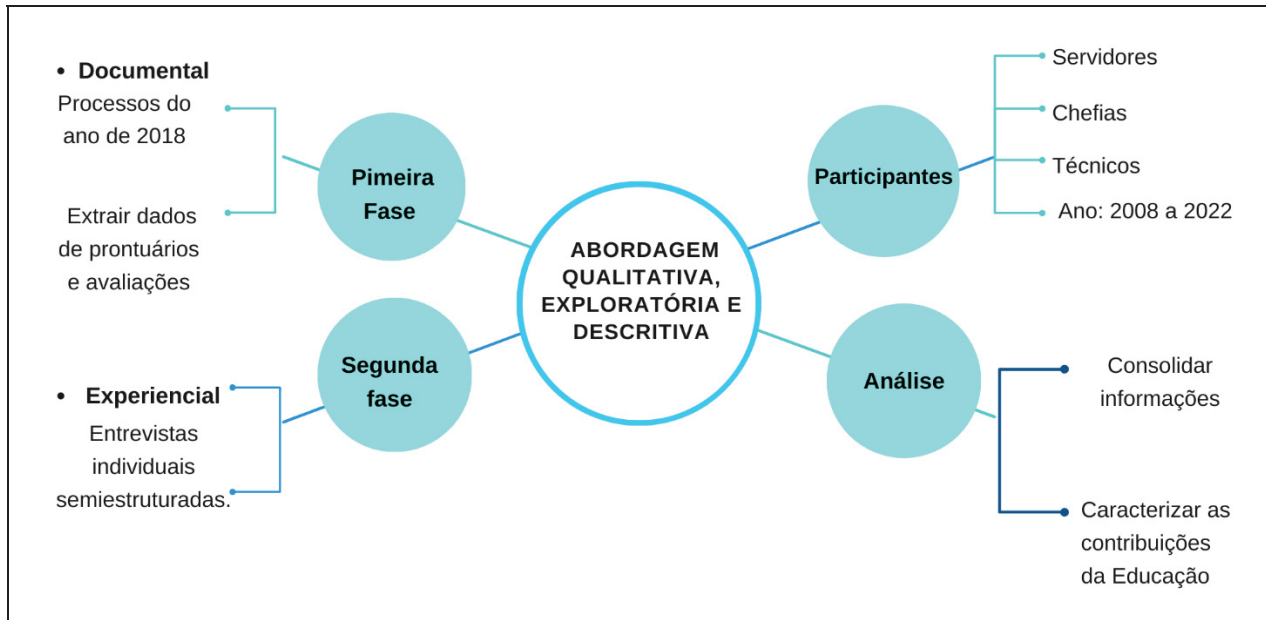 • Documental
Processos do
ano de 2018
Extrair dados
de prontuários
e avaliações
Pimeira
Fase
• Experiencial
Entrevistas
individuais
semiestruturadas.
Segunda
fase
ABORDAGEM
QUALITATIVA,
EXPLORATÓRIA E
DESCRITIVA
Participantes
Servidores
Chefias
Técnicos
Ano: 2008 a 2022
Análise
Consolidar
informações
Caracterizar as
contribuições
da Educação